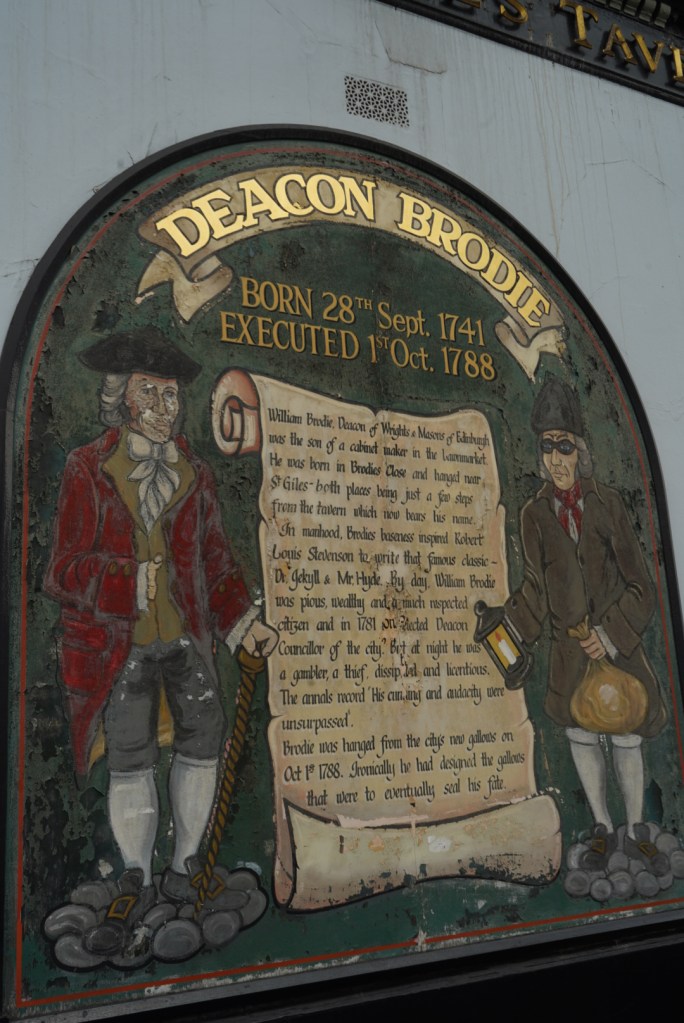 ES TAV
DEACON BRODIE
BORN 28TH Sept. 1741
EXECUTED 1ST Oct. 1788
William Brodie, Deacon of Wrights & Masons of Edinburgh
was the son of a cabinet maker in the Lawnmarket.
He was born in Brodies Close and hanged near
St Giles - both places being just a few steps
from the tavern which now bears his name.
In manhood, Brodies baseness inspired Robert
Louis Stevenson to write that famous classic -
Dr. Jekyll & Mr. Hyde. By day, William Brodie
was pious, wealthy and a much respected
citizen and in 1781 elected Deacon
Councillor of the city. But at night he was
a gambler, a thief, dissipated and licentious.
The annals record 'His cunning and audacity were
unsurpassed'.
Brodie was hanged from the city's new gallows on
Oct 1st 1788. Ironically he had designed the gallows
that were to eventually seal his fate.